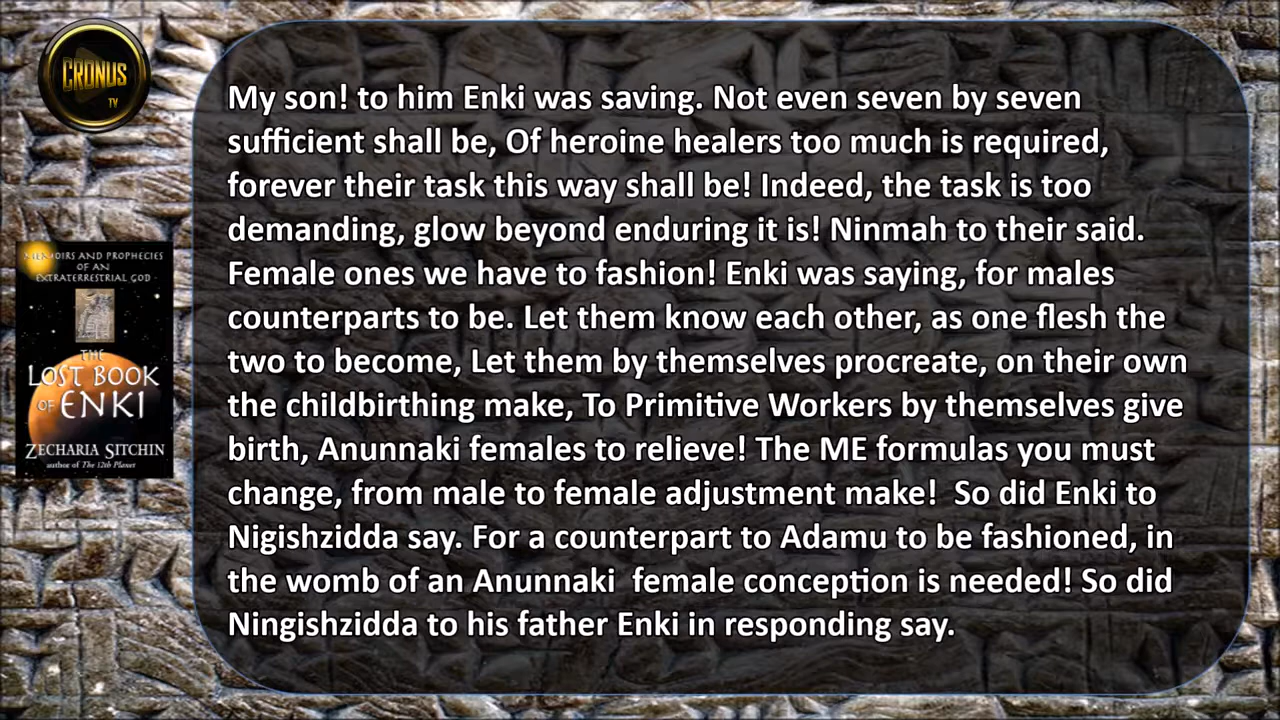 CRONUS
TV
My son! to him Enki was saving. Not even seven by seven
sufficient shall be, Of heroine healers too much is required,
forever their task this way shall be! Indeed, the task is too
demanding, glow beyond enduring it is! Ninmah to their said.
Female ones we have to fashion! Enki was saying, for males
counterparts to be. Let them know each other, as one flesh the
two to become, Let them by themselves procreate, on their own
the childbirthing make, To Primitive Workers by themselves give
birth, Anunnaki females to relieve! The ME formulas you must
change, from male to female adjustment make!  So did Enki to
Nigishzidda say. For a counterpart to Adamu to be fashioned, in
the womb of an Anunnaki  female conception is needed! So did
Ningishzidda to his father Enki in responding say.
MEMOIRS AND PROPHECIES
OF AN
EXTRATERRESTRIAL GOD
THE
LOST BOOK
OF ENKI
ZECHARIA SITCHIN
author of The 12th Planet